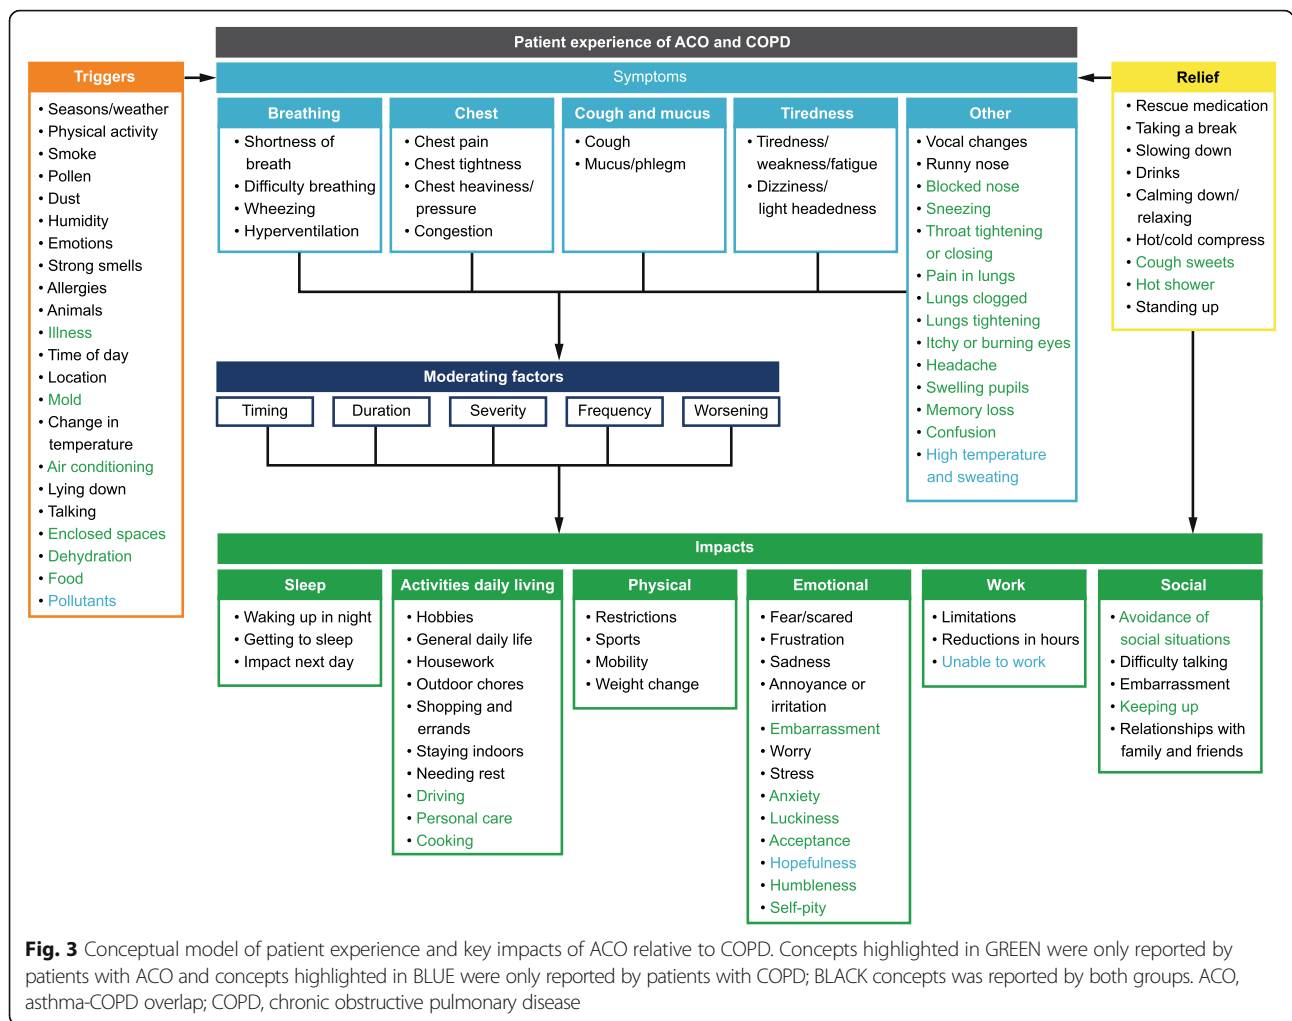 Patient experience of ACO and COPD
Triggers
• Seasons/weather
• Physical activity
• Smoke
• Pollen
• Dust
• Humidity
• Emotions
• Strong smells
• Allergies
• Animals
• Illness
• Time of day
• Location
• Mold
• Change in
temperature
• Air conditioning
• Lying down
• Talking
• Enclosed spaces
• Dehydration
• Food
• Pollutants
Symptoms
Breathing
• Shortness of
breath
• Difficulty breathing
• Wheezing
• Hyperventilation
Chest
• Chest pain
• Chest tightness
• Chest heaviness/
pressure
• Congestion
Cough and mucus
• Cough
• Mucus/phlegm
Tiredness
• Tiredness/
weakness/fatigue
• Dizziness/
light headedness
Other
• Vocal changes
• Runny nose
• Blocked nose
• Sneezing
• Throat tightening
or closing
• Pain in lungs
• Lungs clogged
• Lungs tightening
• Itchy or burning eyes
• Headache
• Swelling pupils
• Memory loss
• Confusion
• High temperature
and sweating
Relief
• Rescue medication
• Taking a break
• Slowing down
• Drinks
• Calming down/
relaxing
• Hot/cold compress
• Cough sweets
• Hot shower
• Standing up
Moderating factors
Timing
Duration
Severity
Frequency
Worsening
Impacts
Sleep
• Waking up in night
• Getting to sleep
• Impact next day
Activities daily living
• Hobbies
• General daily life
• Housework
• Outdoor chores
• Shopping and
errands
• Staying indoors
• Needing rest
• Driving
• Personal care
• Cooking
Physical
• Restrictions
• Sports
• Mobility
• Weight change
Emotional
• Fear/scared
• Frustration
• Sadness
• Annoyance or
irritation
• Embarrassment
• Worry
• Stress
• Anxiety
• Luckiness
• Acceptance
• Hopefulness
• Humbleness
• Self-pity
Work
• Limitations
• Reductions in hours
• Unable to work
Social
• Avoidance of
social situations
• Difficulty talking
• Embarrassment
• Keeping up
• Relationships with
family and friends
Fig. 3 Conceptual model of patient experience and key impacts of ACO relative to COPD. Concepts highlighted in GREEN were only reported by
patients with ACO and concepts highlighted in BLUE were only reported by patients with COPD; BLACK concepts was reported by both groups. ACO,
asthma-COPD overlap; COPD, chronic obstructive pulmonary disease